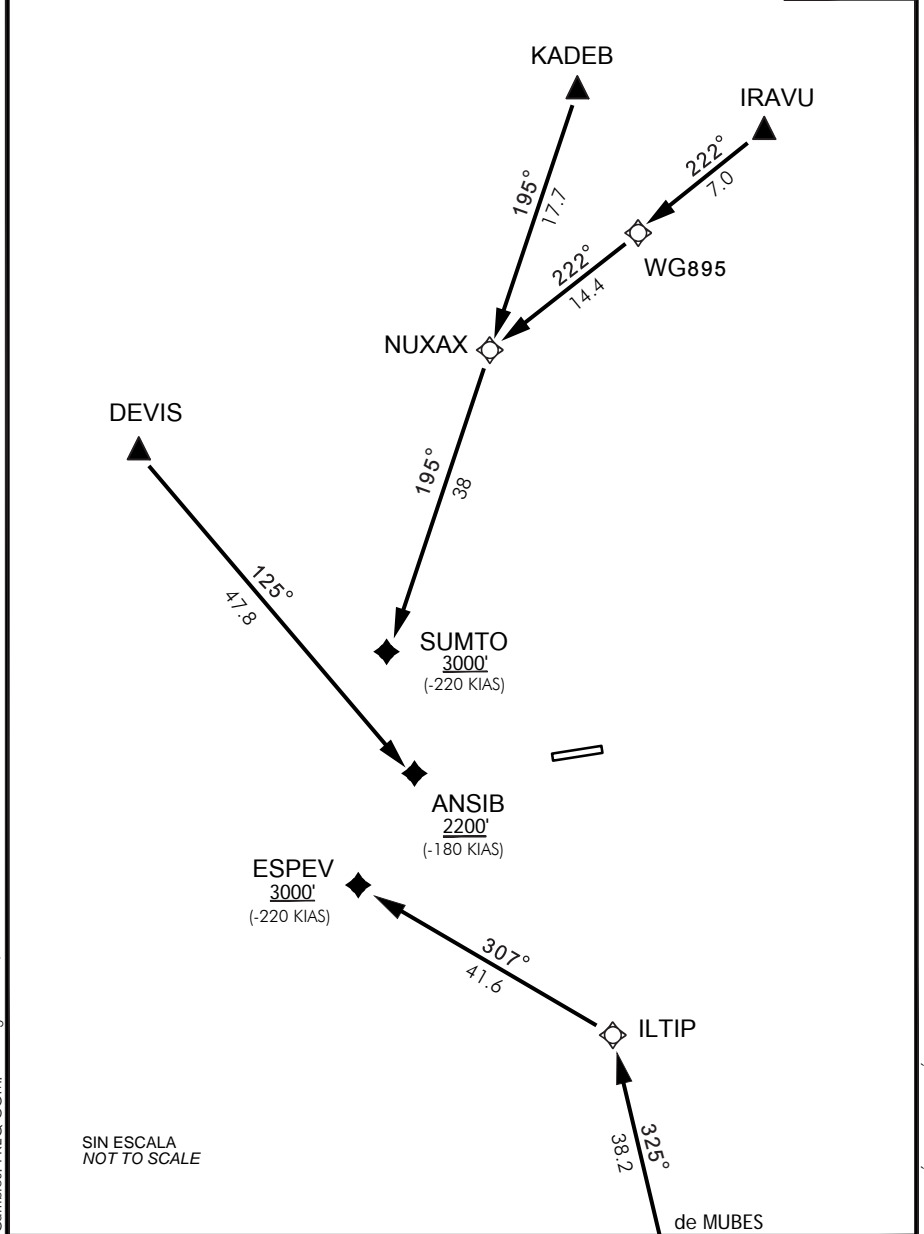 KADEB
IRAVU
222°
7.0
195°
17.7
WG895
222°
14.4
NUXAX
DEVIS
195°
38
125°
47.8
SUMTO
3000'
(-220 KIAS)
ANSIB
2200'
(-180 KIAS)
ESPEV
3000'
(-220 KIAS)
307°
41.6
ILTIP
325°
38.2
SIN ESCALA
NOT TO SCALE
de MUBES